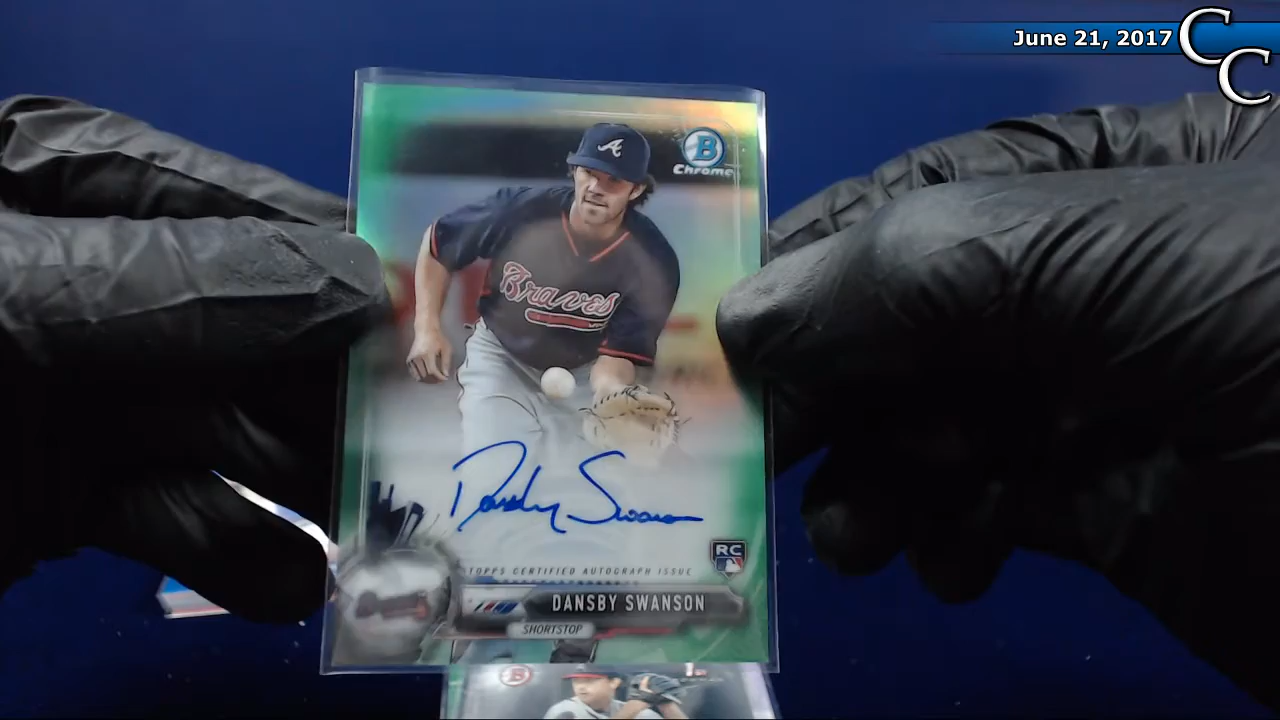 June 21, 2017
CC
A
B
Chrome
Braves
Dansby Swanson
RC
TOPPS CERTIFIED AUTOGRAPH ISSUE
DANSBY SWANSON
SHORTSTOP
B